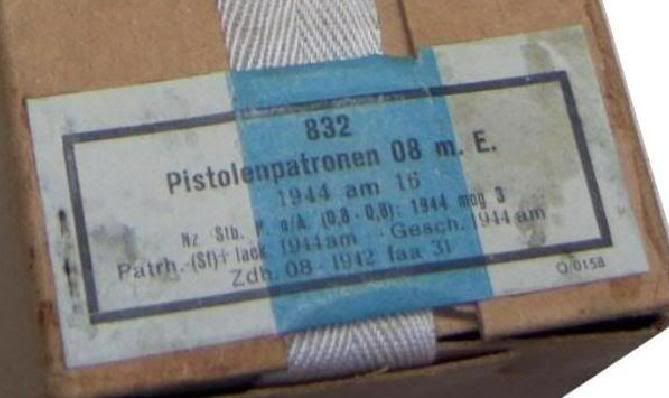 832
Pistolenpatronen 08 m. E.
1944 am 16
Nz Stb. P. n/A (0,8 · 0,8): 1944 mog 3
Patrh. (St)+ lack 1944am · Gesch. 1944 am
Zdh. 08 · 1942 faa 31
Q/0158